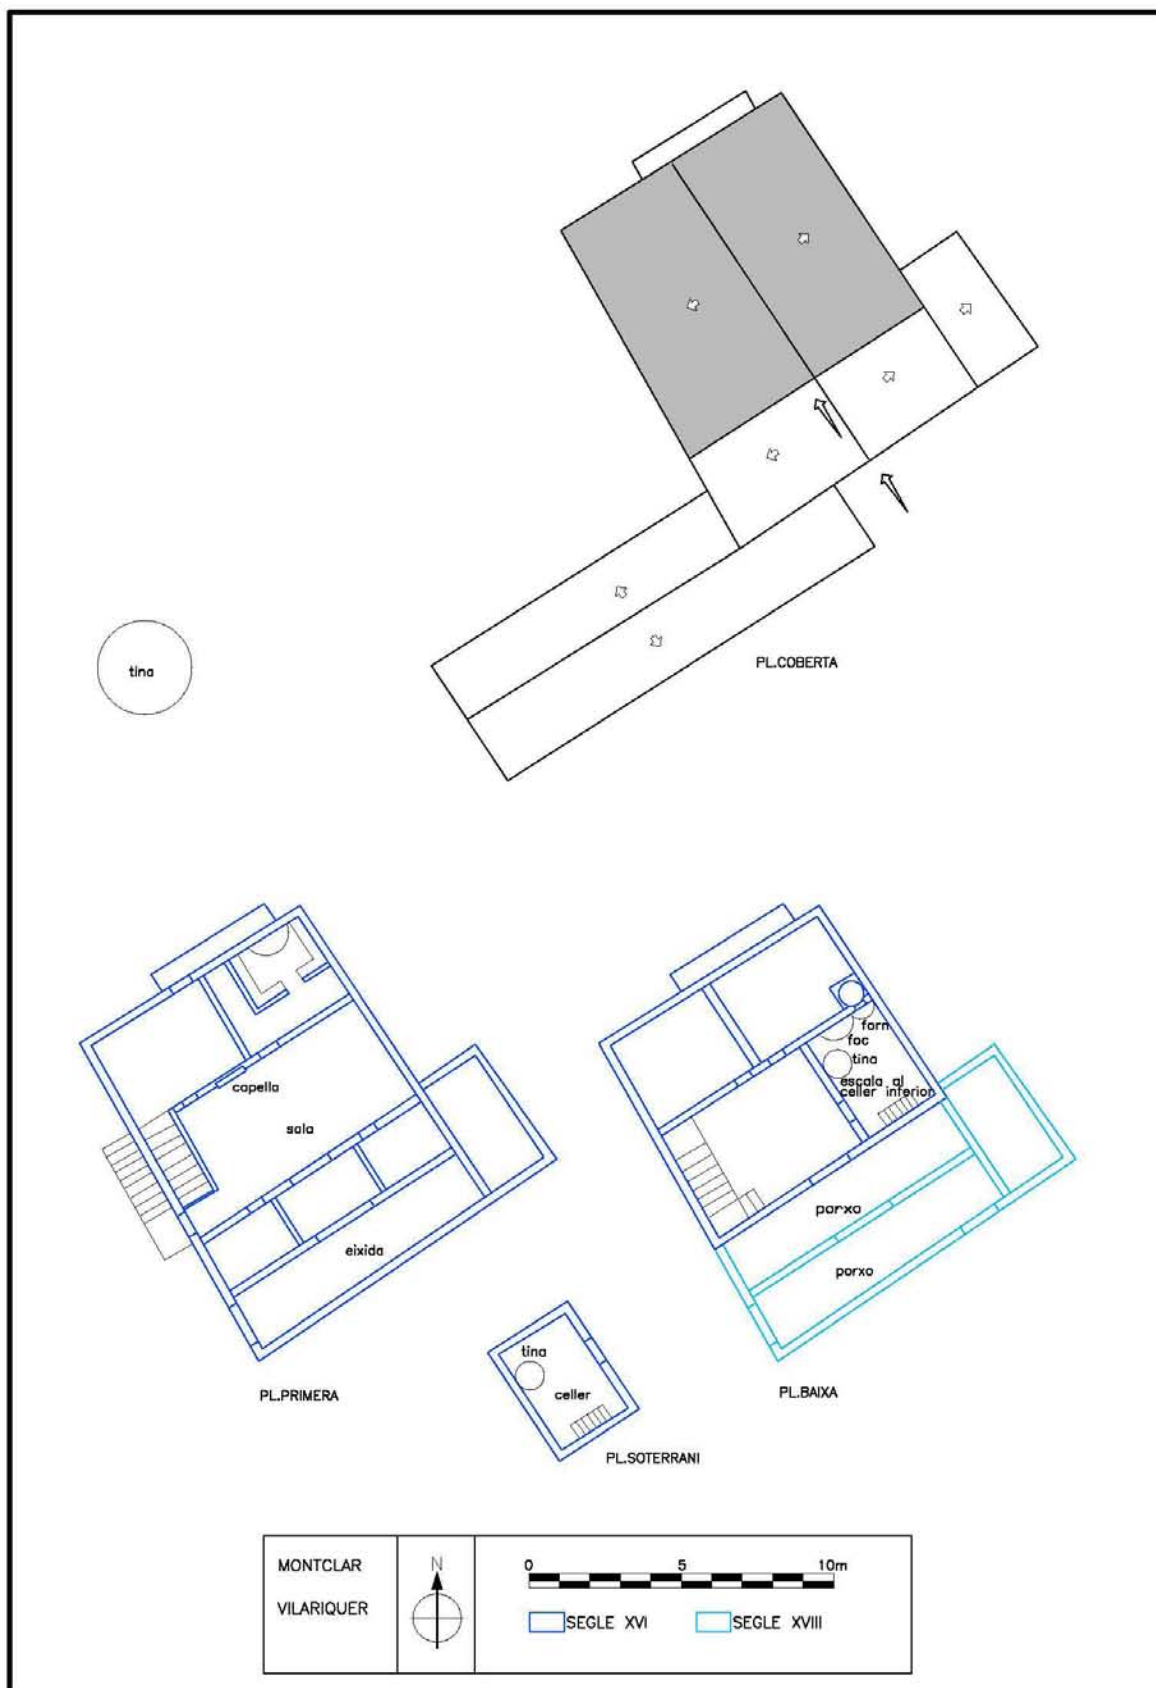 tina
PL.COBERTA
capella
sala
eixida
PL.PRIMERA
forn
foc
tina
escala al
celler inferior
porxo
porxo
PL.BAIXA
tina
celler
PL.SOTERRANI
MONTCLAR
VILARIQUER
N
0 5 10m
SEGLE XVI SEGLE XVIII